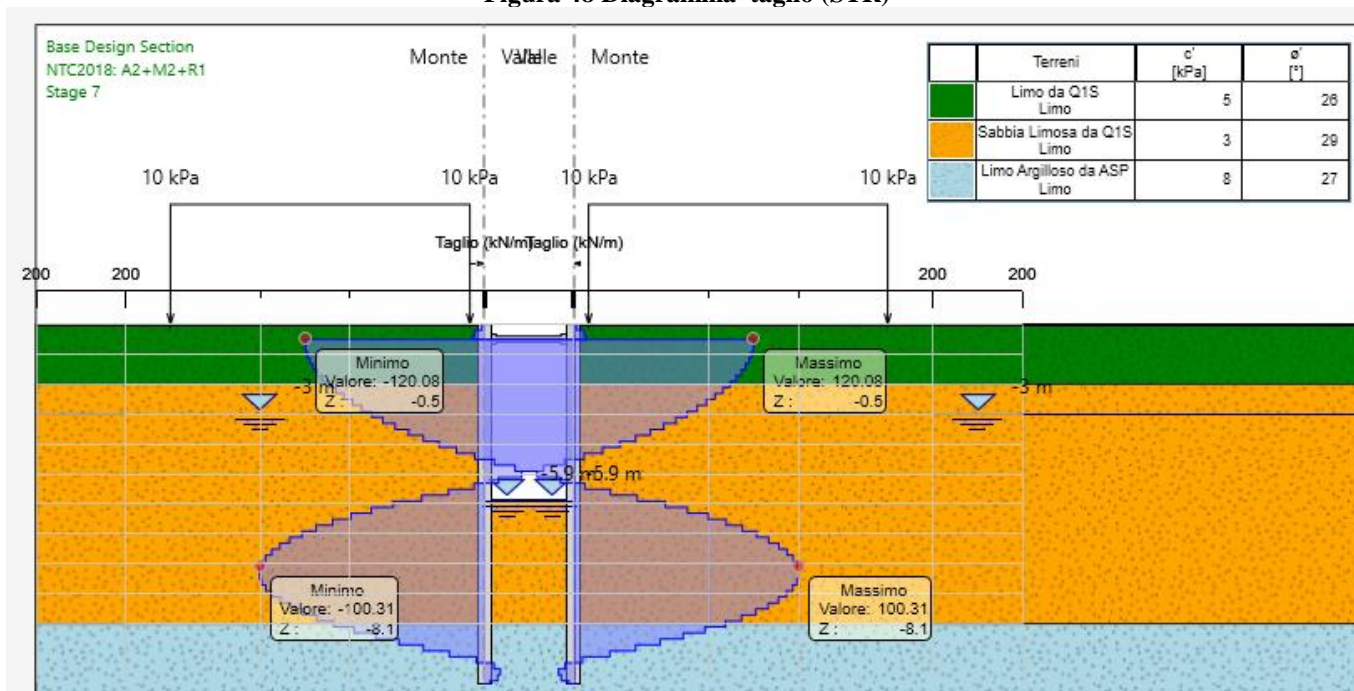 Figura 48 Diagramma taglio (STR)
Base Design Section
NTC2018: A2+M2+R1
Stage 7
Monte
Valle
Valle
Monte
Terreni
c'
[kPa]
ø'
[°]
Limo da Q1S
Limo
5
26
Sabbia Limosa da Q1S
Limo
3
29
Limo Argilloso da ASP
Limo
8
27
10 kPa
10 kPa
10 kPa
10 kPa
Taglio (kN/m)
Taglio (kN/m)
200
200
200
200
Minimo
Valore: -120.08
Z : -0.5
Massimo
Valore: 120.08
Z : -0.5
-3 m
-3 m
-5.9 m
-5.9 m
Minimo
Valore: -100.31
Z : -8.1
Massimo
Valore: 100.31
Z : -8.1